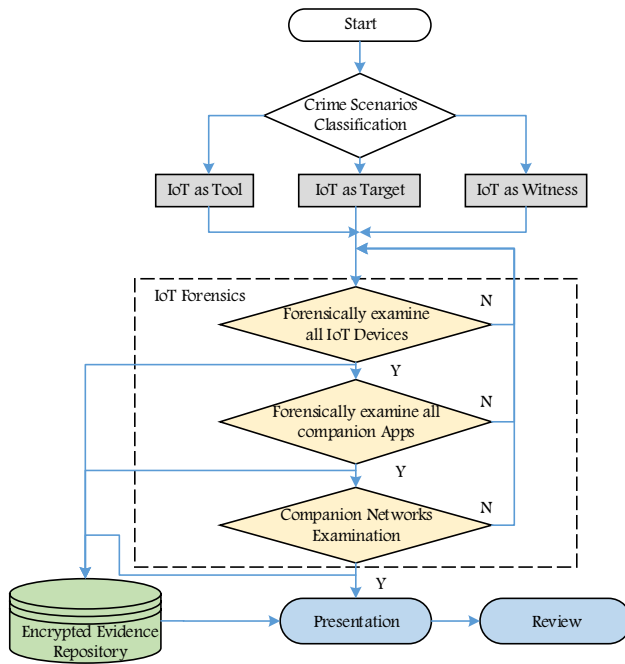 Start
Crime Scenarios
Classification
IoT as Tool
IoT as Target
IoT as Witness
IoT Forensics
Forensically examine
all IoT Devices
N
Y
Forensically examine all
companion Apps
N
Y
Companion Networks
Examination
N
Y
Encrypted Evidence
Repository
Presentation
Review